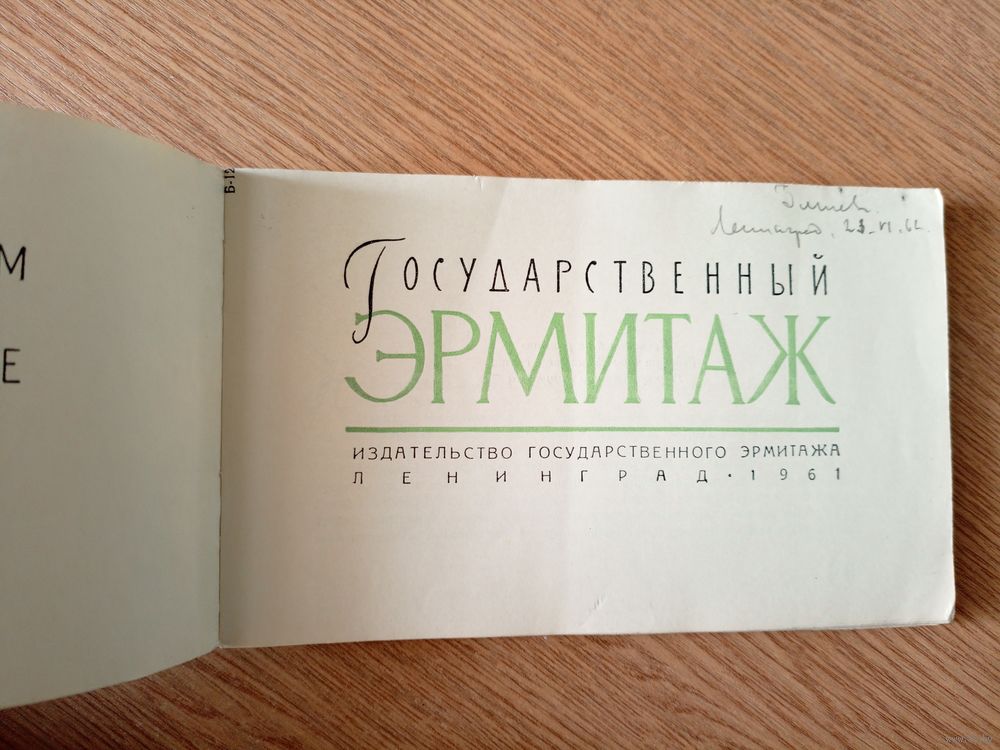 М
Е
Б-12
Ленинград, 23.VI.62.
Государственный
ЭРМИТАЖ
ИЗДАТЕЛЬСТВО ГОСУДАРСТВЕННОГО ЭРМИТАЖА
ЛЕНИНГРАД · 1961